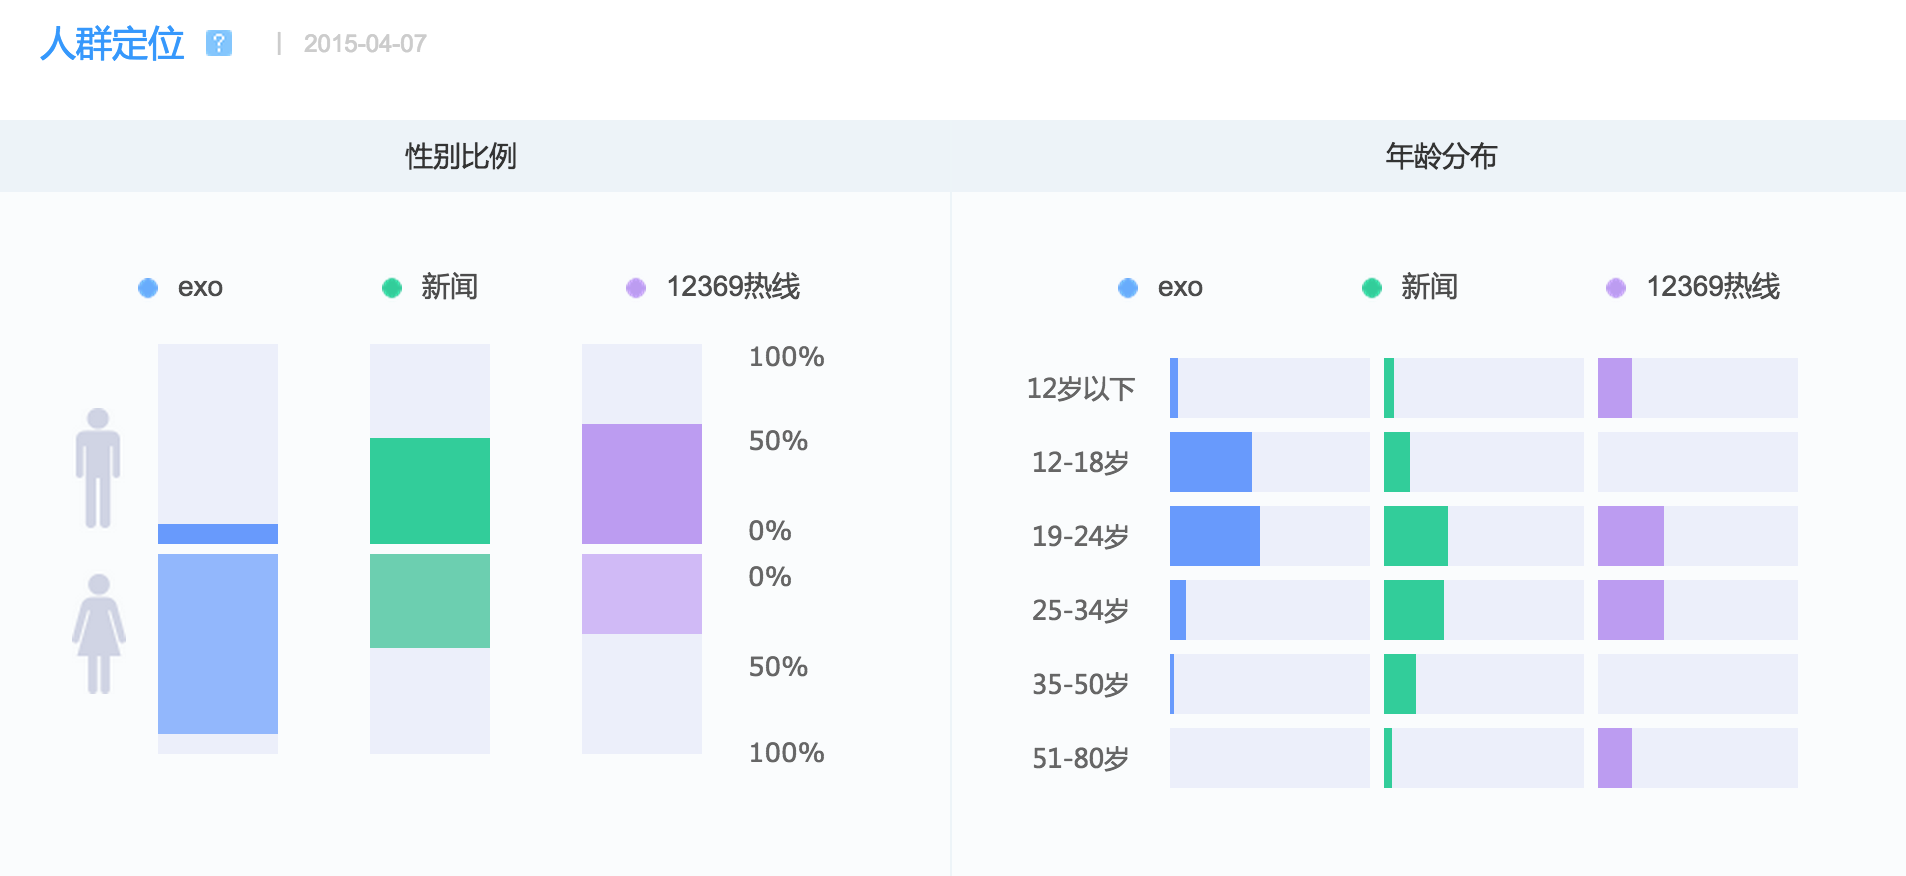 人群定位 ? | 2015-04-07
性别比例
exo 新闻 12369热线
100%
50%
0%
0%
50%
100%
年龄分布
exo 新闻 12369热线
12岁以下
12-18岁
19-24岁
25-34岁
35-50岁
51-80岁